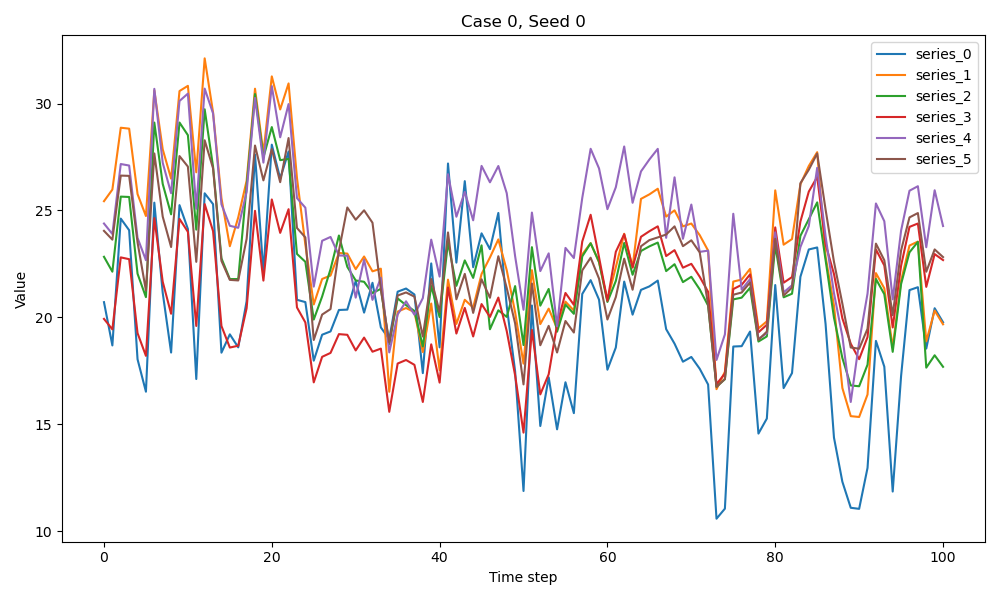 Case 0, Seed 0
series_0
series_1
series_2
series_3
series_4
series_5
Value
30
25
20
15
10
0
20
40
60
80
100
Time step